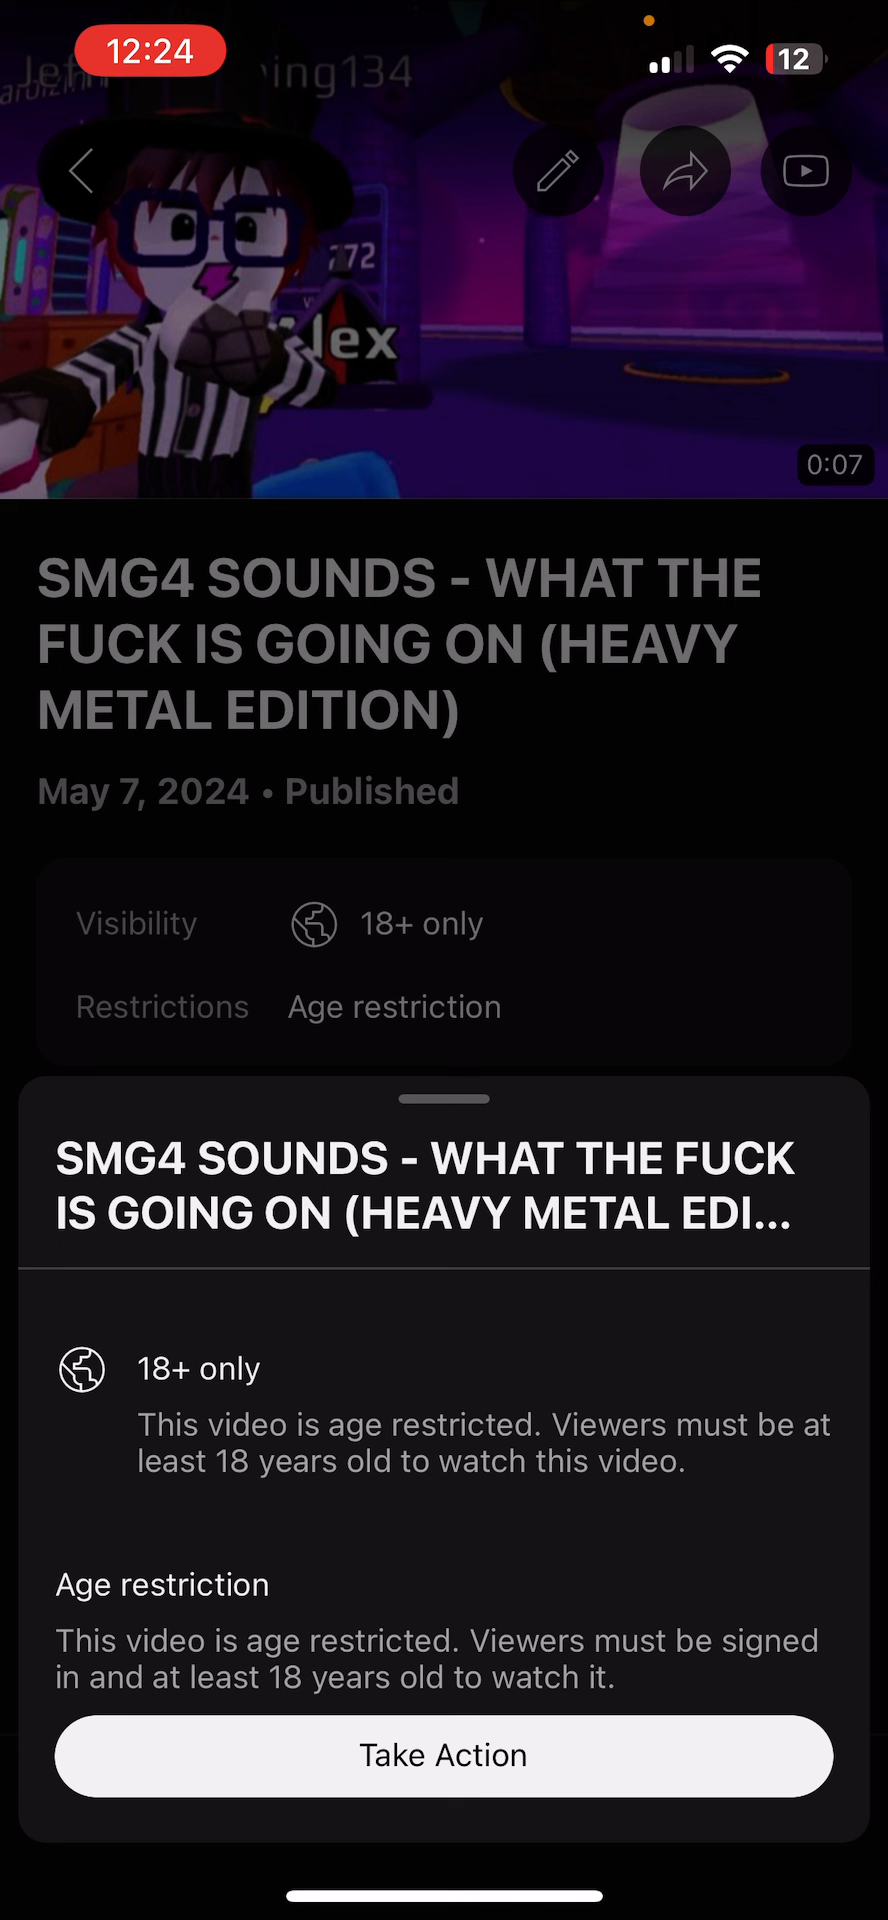 12:24
12
ing134
772
lex
0:07
SMG4 SOUNDS - WHAT THE
FUCK IS GOING ON (HEAVY
METAL EDITION)
May 7, 2024 • Published
Visibility 18+ only
Restrictions Age restriction
SMG4 SOUNDS - WHAT THE FUCK
IS GOING ON (HEAVY METAL EDI...
18+ only
This video is age restricted. Viewers must be at
least 18 years old to watch this video.
Age restriction
This video is age restricted. Viewers must be signed
in and at least 18 years old to watch it.
Take Action